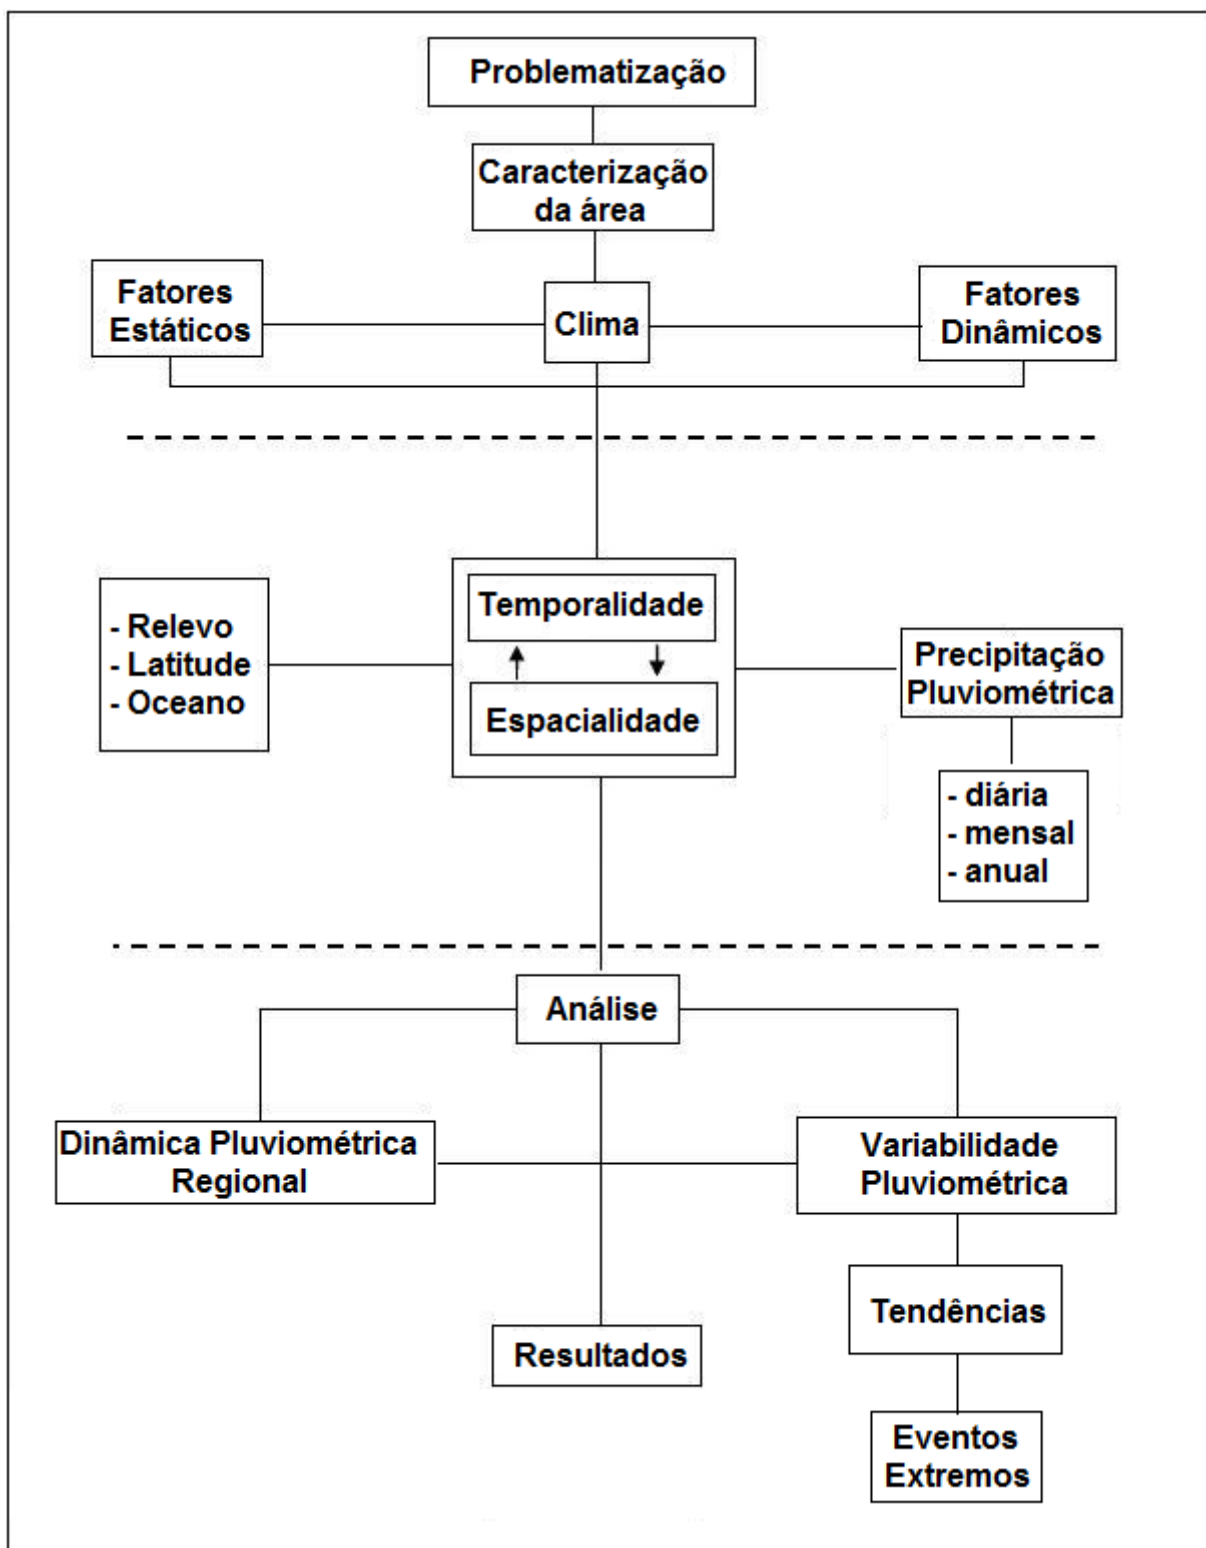 Problematização
Caracterização
da área
Fatores
Estáticos
Clima
Fatores
Dinâmicos
- Relevo
- Latitude
- Oceano
Temporalidade
Espacialidade
Precipitação
Pluviométrica
- diária
- mensal
- anual
Análise
Dinâmica Pluviométrica
Regional
Variabilidade
Pluviométrica
Tendências
Resultados
Eventos
Extremos